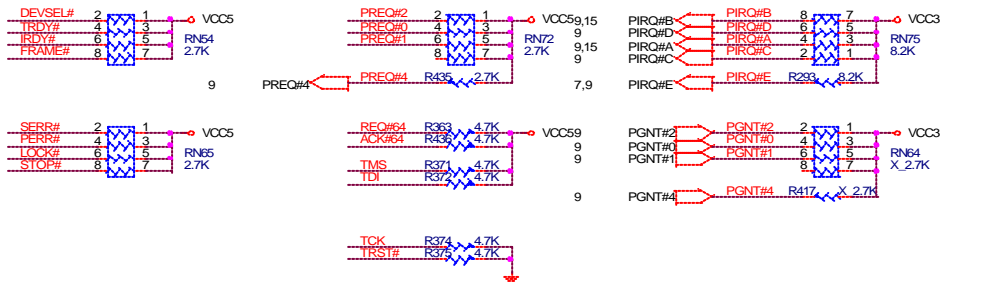 DEVSEL# 2 1 VCC5
TRDY# 4 3
IRDY# 6 5 RN54
FRAME# 8 7 2.7K
PREQ#2 2 1 VCC5
PREQ#0 4 3
PREQ#1 6 5 RN72
8 7 2.7K
9 PREQ#4 PREQ#4 R435 2.7K
9,15 PIRQ#B PIRQ#B 8 7 VCC3
9 PIRQ#D PIRQ#D 6 5
9,15 PIRQ#A PIRQ#A 4 3 RN75
9 PIRQ#C PIRQ#C 2 1 8.2K
7,9 PIRQ#E PIRQ#E R293 8.2K
SERR# 2 1 VCC5
PERR# 4 3
LOCK# 6 5 RN65
STOP# 8 7 2.7K
REQ#64 R363 4.7K VCC5
ACK#64 R436 4.7K
TMS R371 4.7K
TDI R372 4.7K
9 PGNT#2 PGNT#2 2 1 VCC3
9 PGNT#0 PGNT#0 4 3
9 PGNT#1 PGNT#1 6 5 RN64
8 7 X_2.7K
9 PGNT#4 PGNT#4 R417 X_2.7K
TCK R374 4.7K
TRST# R375 4.7K